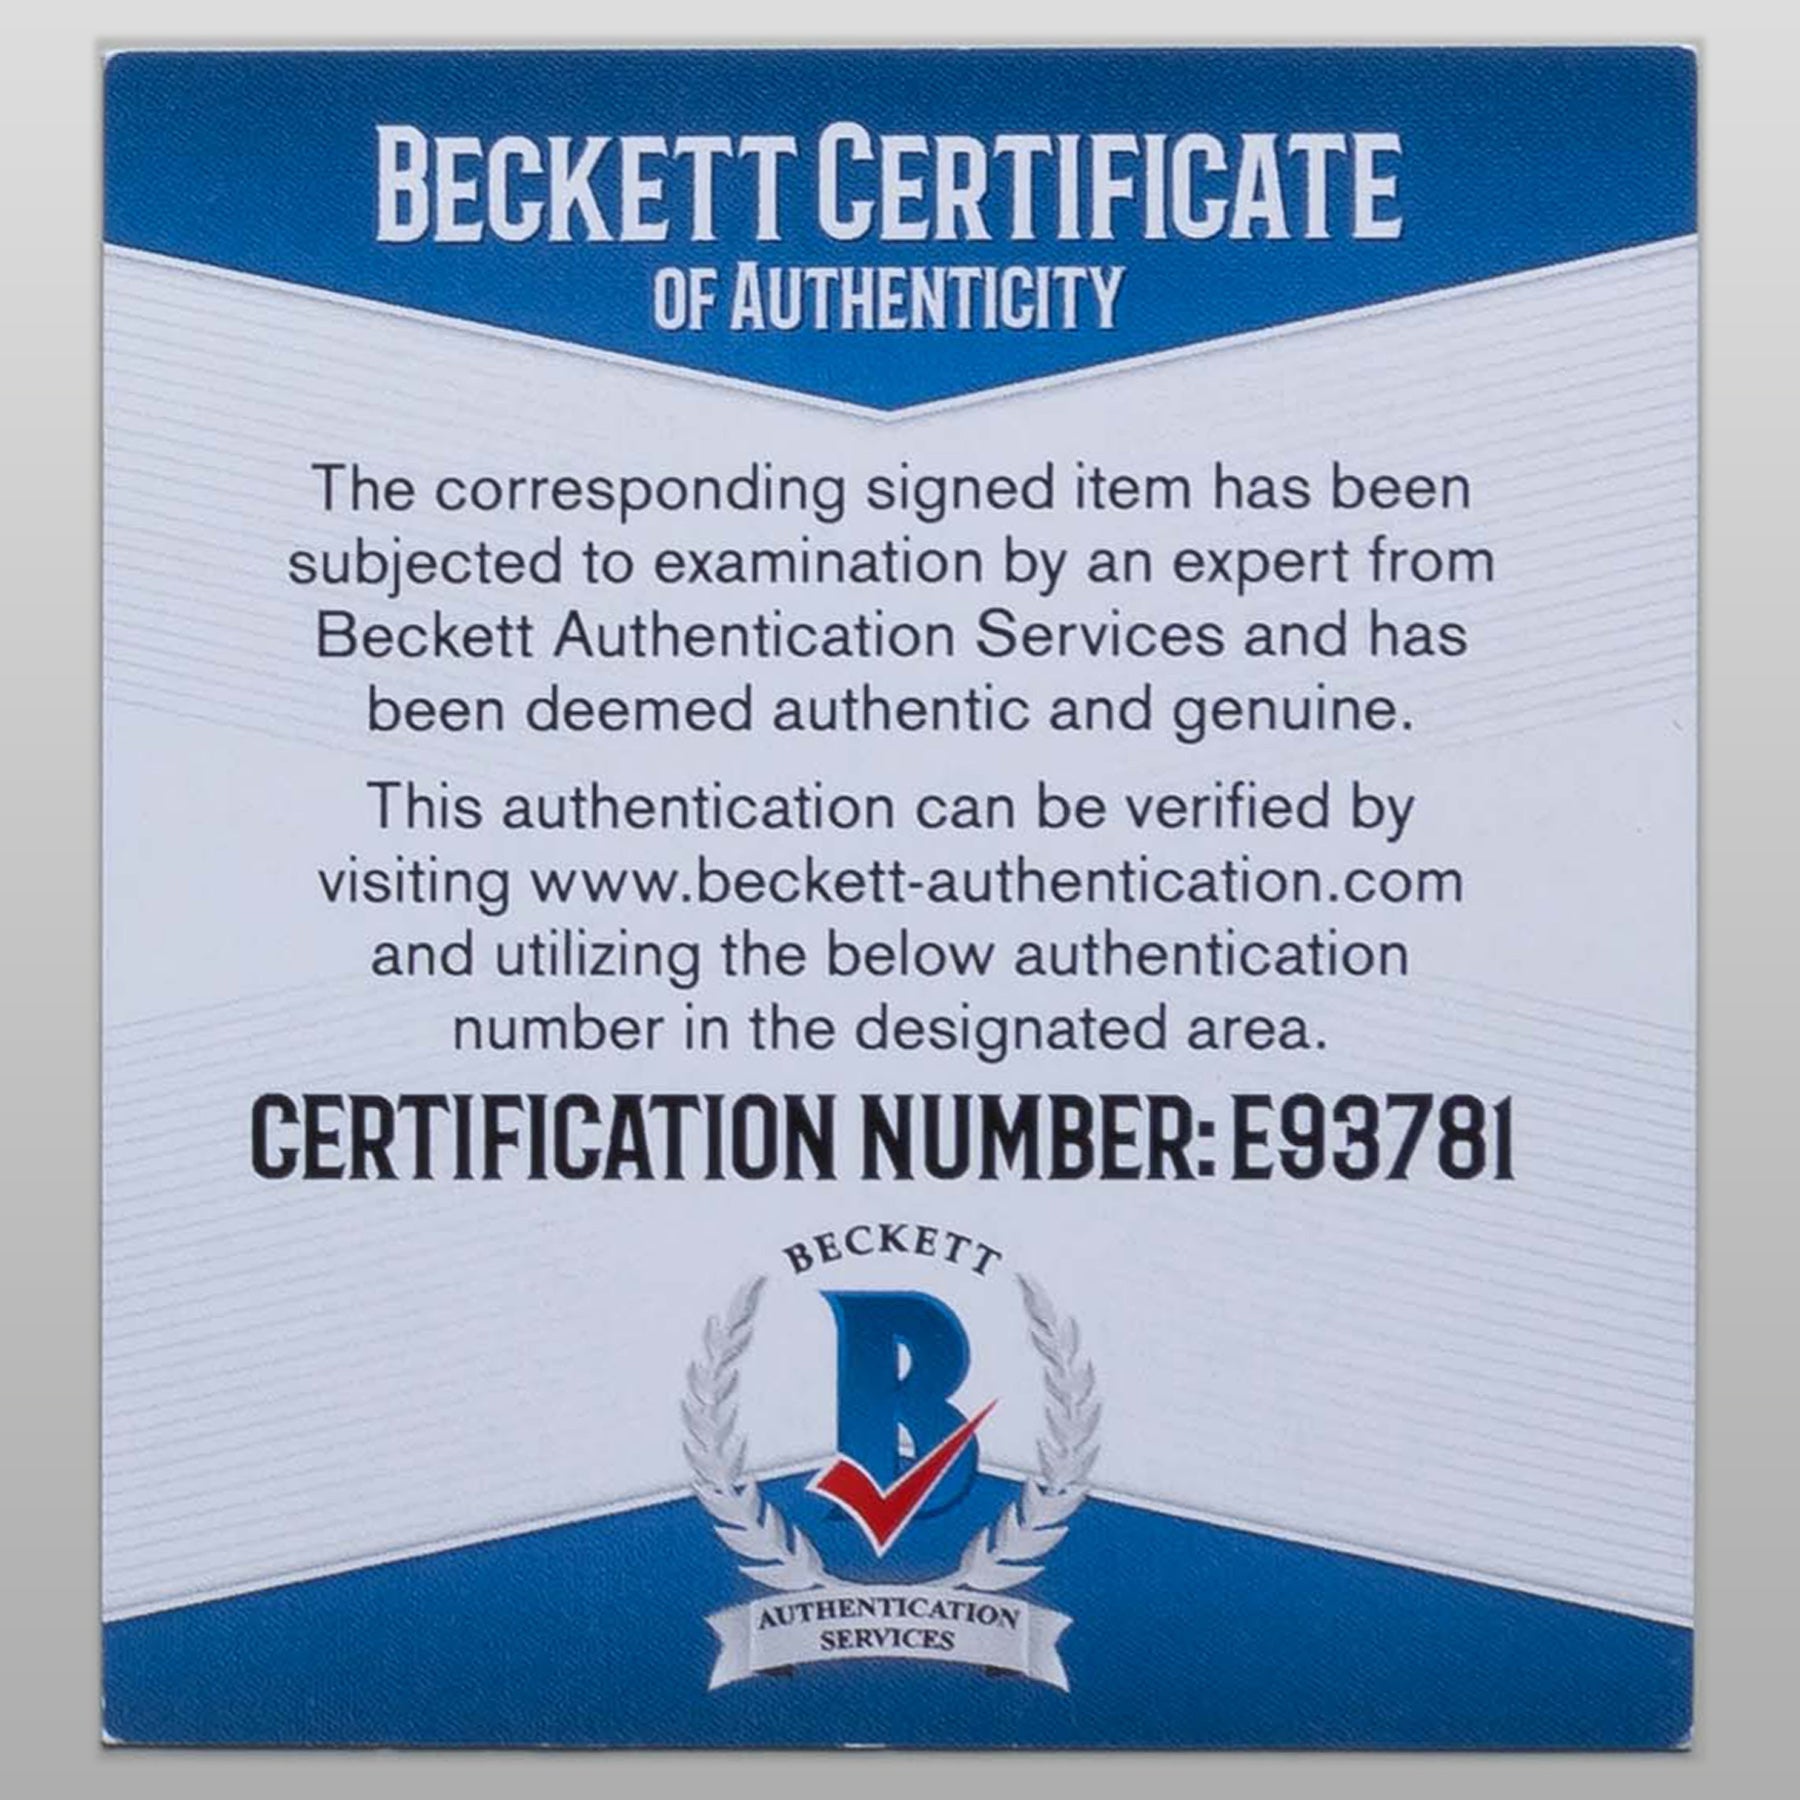 BECKETT CERTIFICATE
OF AUTHENTICITY
The corresponding signed item has been
subjected to examination by an expert from
Beckett Authentication Services and has
been deemed authentic and genuine.
This authentication can be verified by
visiting www.beckett-authentication.com
and utilizing the below authentication
number in the designated area.
CERTIFICATION NUMBER: E93781
BECKETT
B
AUTHENTICATION
SERVICES